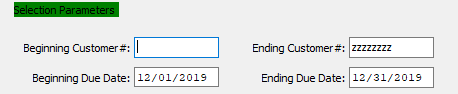 Selection Parameters
Beginning Customer#: Ending Customer#: zzzzzzzz
Beginning Due Date: 12/01/2019 Ending Due Date: 12/31/2019